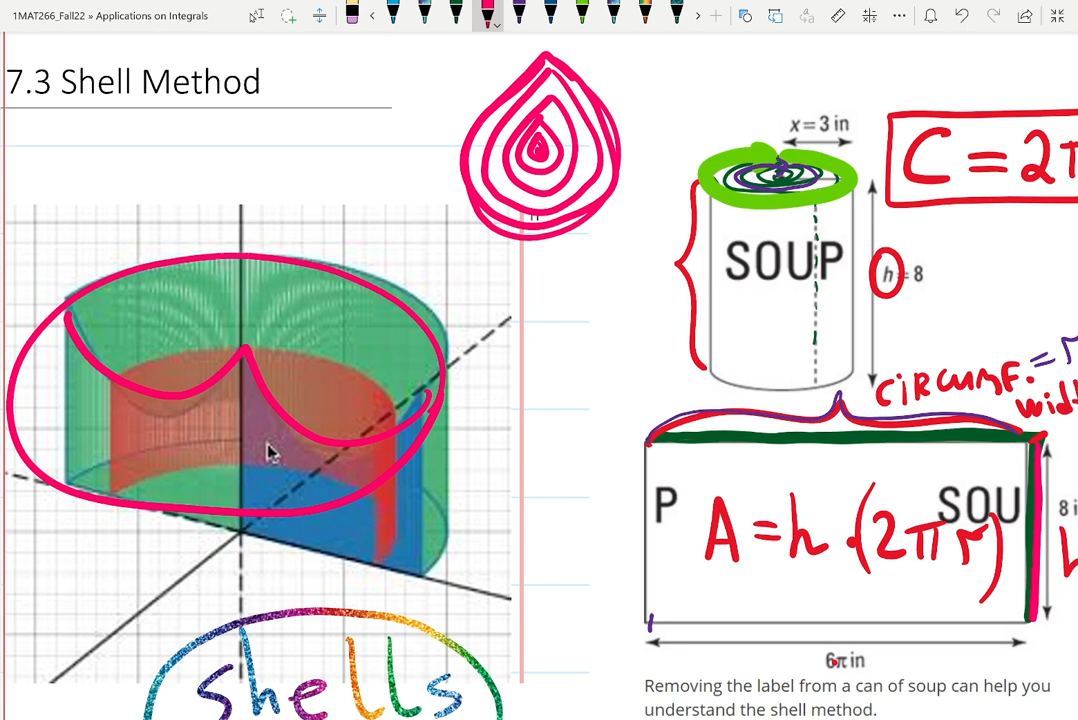 1MAT266_Fall22 » Applications on Integrals
7.3 Shell Method
x = 3 in
C = 2π
SOUP
h = 8
CIRCUMF. = r
width
P
SOU
A = h · (2πr)
8 i
h
6π in
Shells
Removing the label from a can of soup can help you
understand the shell method.